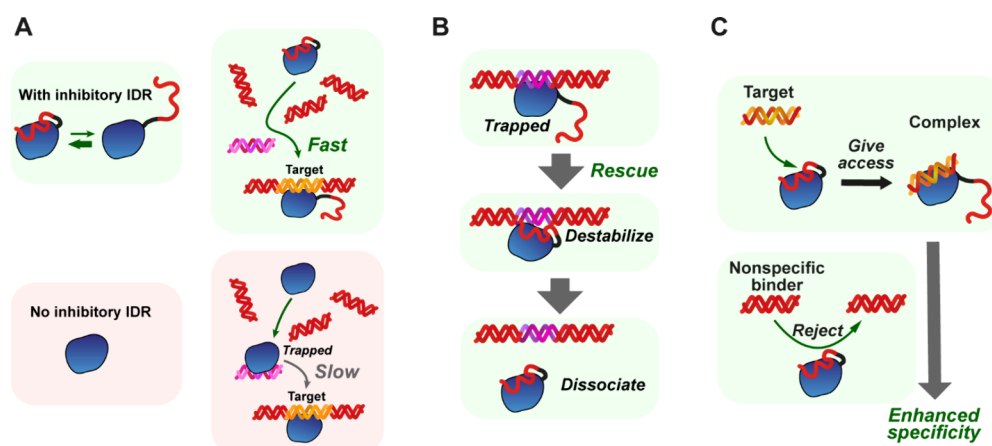 A
With inhibitory IDR
Fast
Target
No inhibitory IDR
Trapped
Slow
Target
B
Trapped
Rescue
Destabilize
Dissociate
C
Target
Complex
Give
access
Nonspecific
binder
Reject
Enhanced
specificity